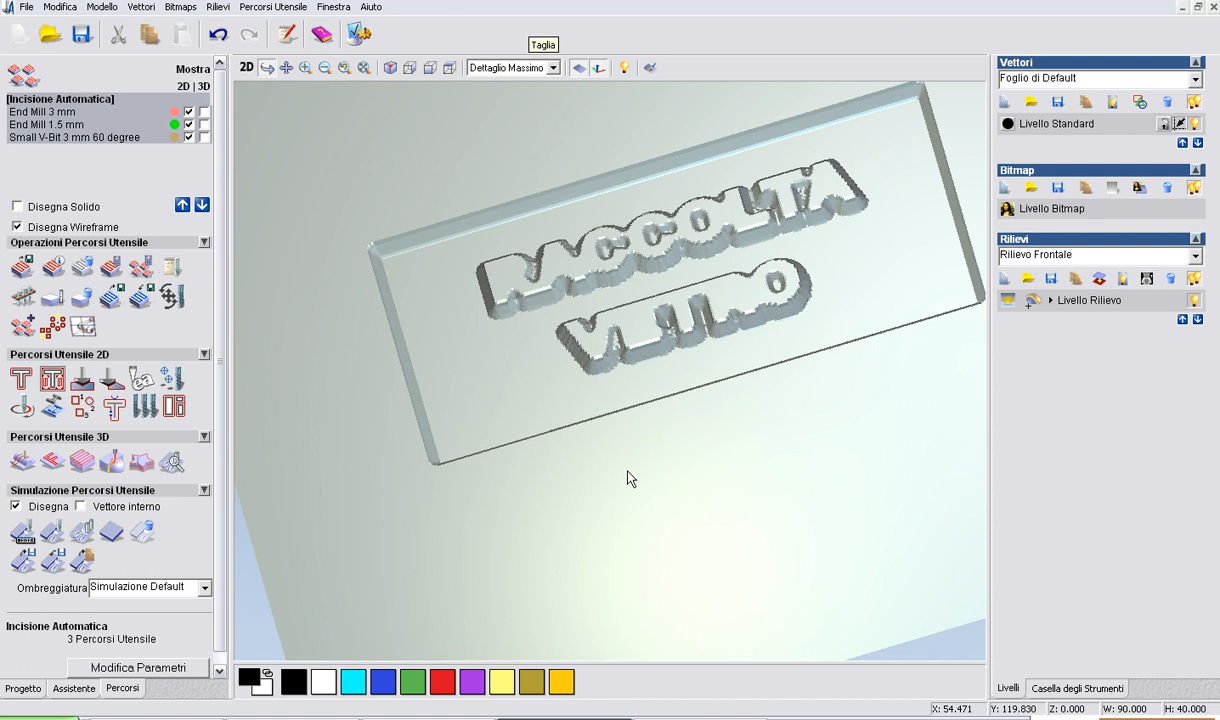 File Modifica Modello Vettori Bitmaps Rilievi Percorsi Utensile Finestra Aiuto
Taglia
2D Dettaglio Massimo
Mostra
2D | 3D
[Incisione Automatica]
End Mill 3 mm
End Mill 1.5 mm
Small V-Bit 3 mm 60 degree
Disegna Solido
Disegna Wireframe
Operazioni Percorsi Utensile
Percorsi Utensile 2D
Percorsi Utensile 3D
Simulazione Percorsi Utensile
Disegna Vettore interno
Ombreggiatura Simulazione Default
Incisione Automatica
3 Percorsi Utensile
Modifica Parametri
Progetto Assistente Percorsi
Vettori
Foglio di Default
Livello Standard
Bitmap
Livello Bitmap
Rilievi
Rilievo Frontale
Livello Rilievo
Livelli Casella degli Strumenti
X: 54.471 Y: 119.830 Z: 0.000 W: 90.000 H: 40.000